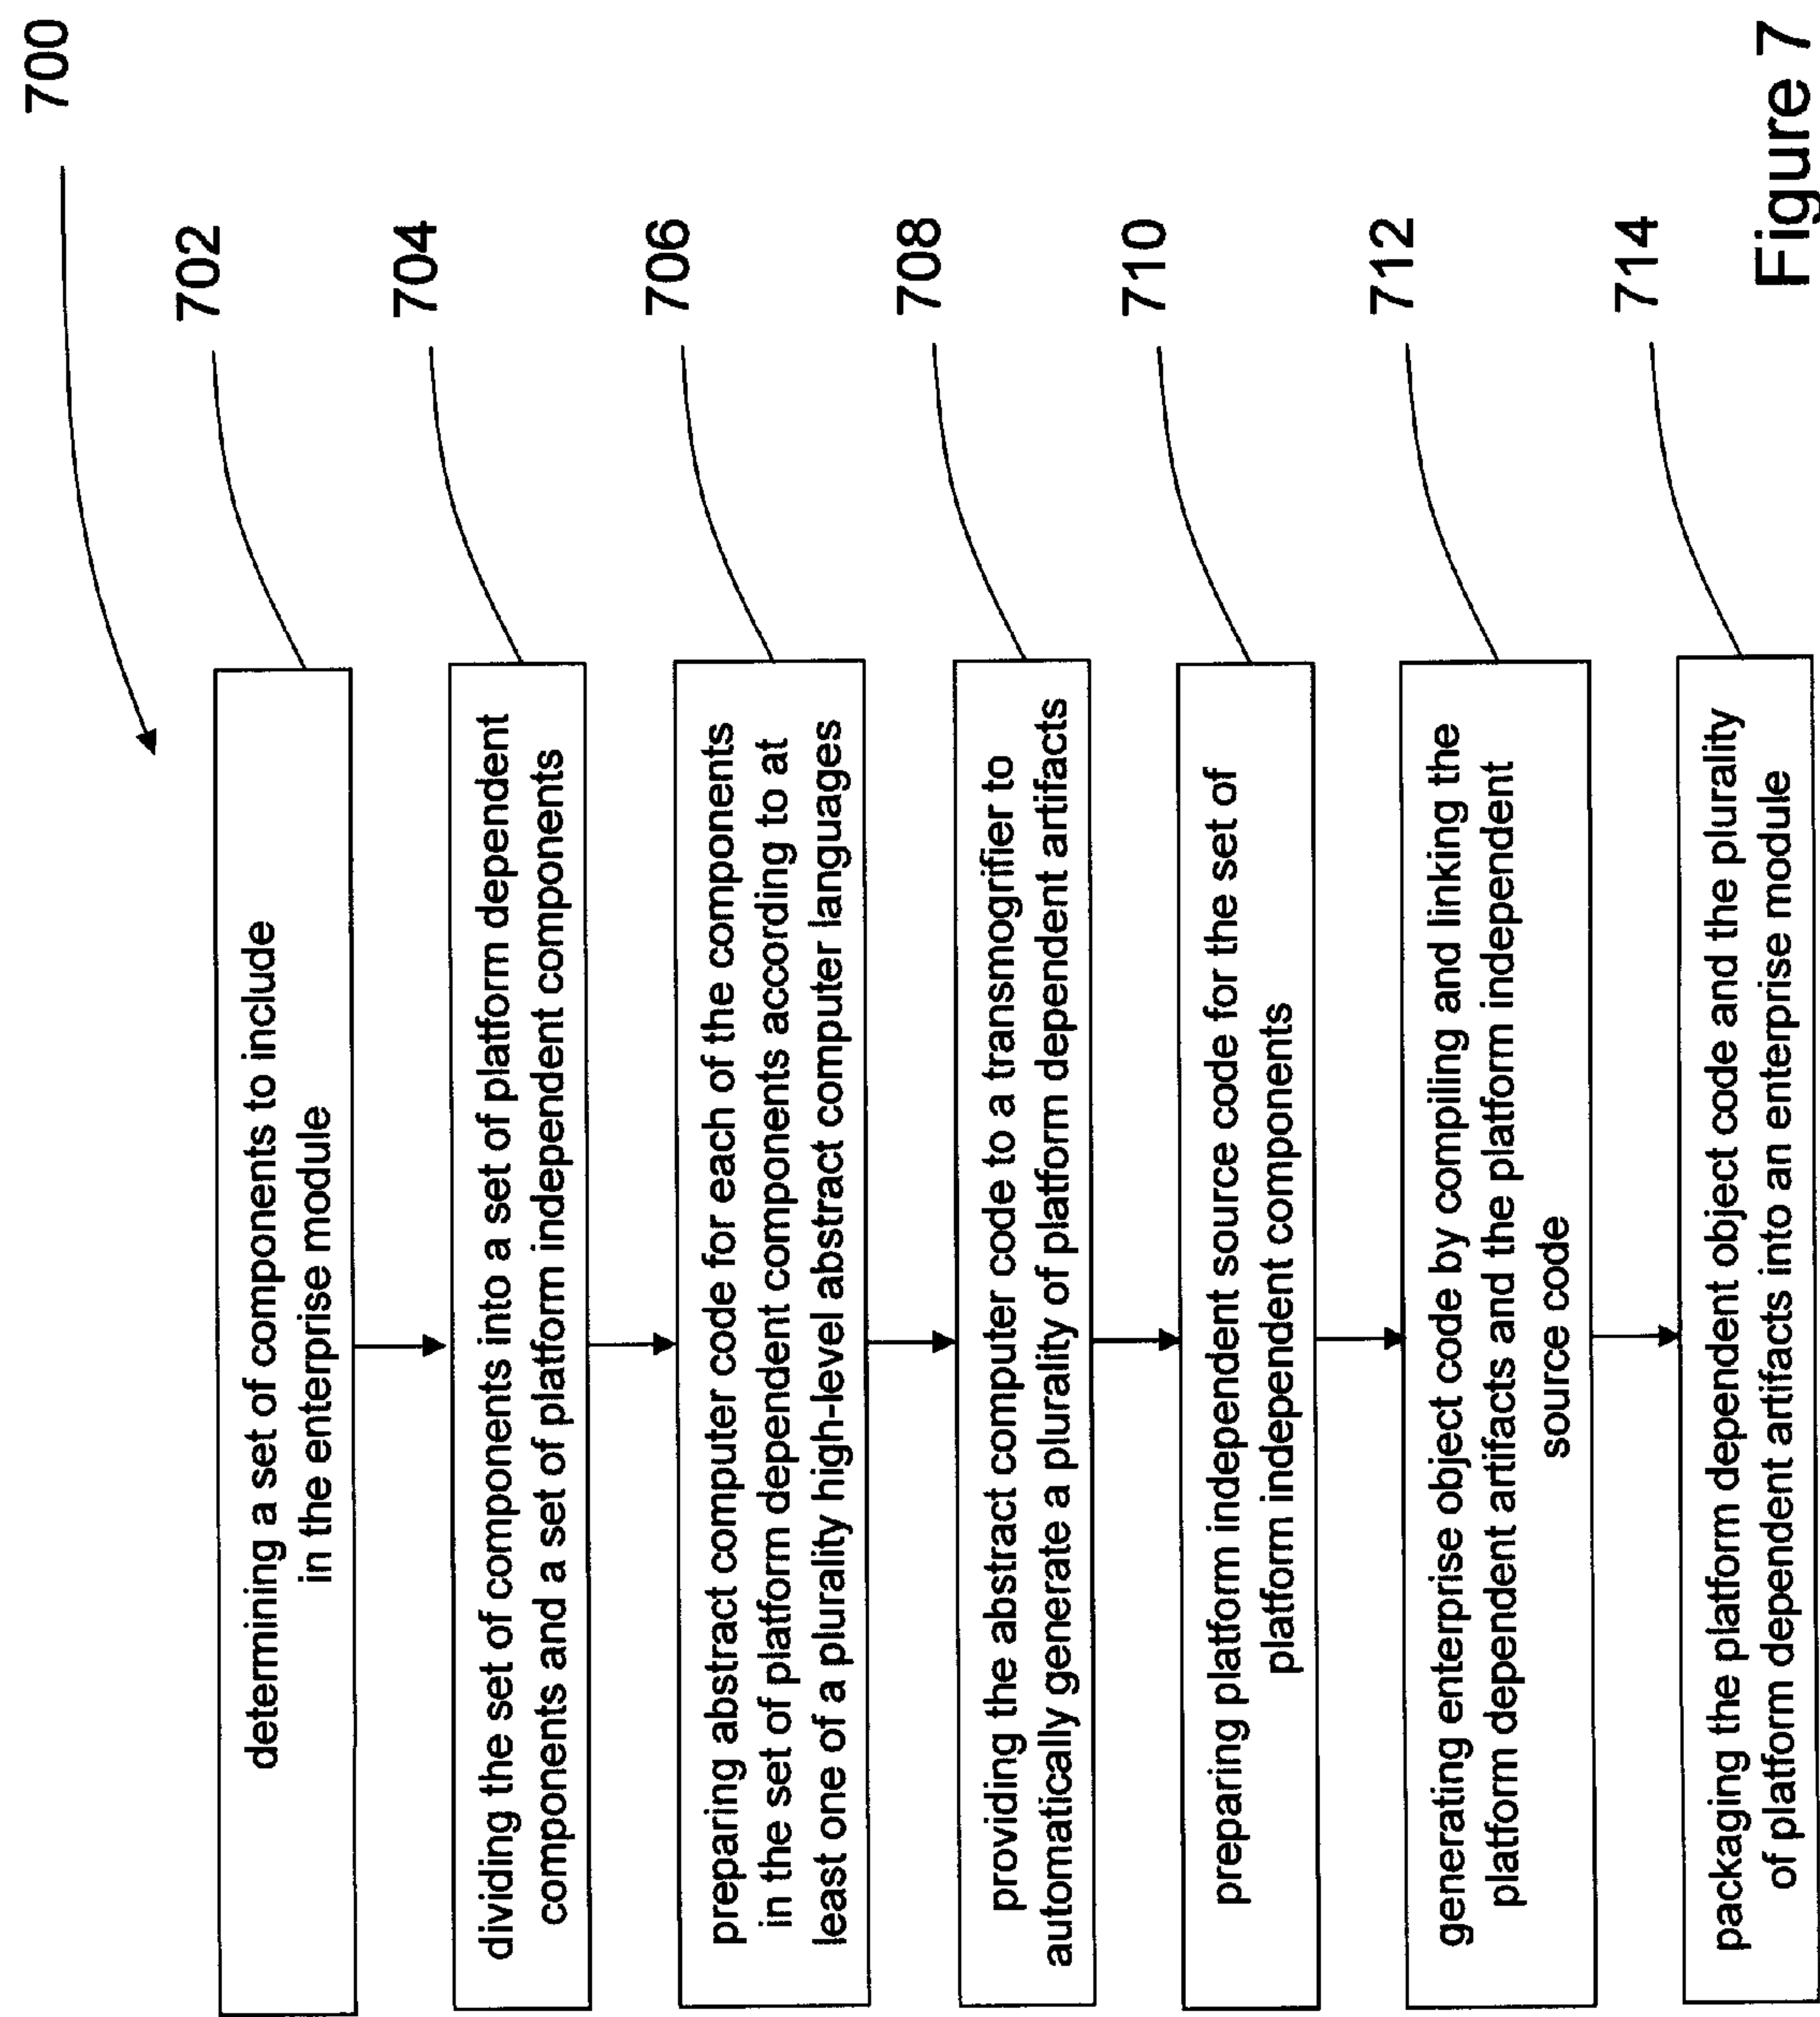 700
702
determining a set of components to include
in the enterprise module
704
dividing the set of components into a set of platform dependent
components and a set of platform independent components
706
preparing abstract computer code for each of the components
in the set of platform dependent components according to at
least one of a plurality high-level abstract computer languages
708
providing the abstract computer code to a transmogrifier to
automatically generate a plurality of platform dependent artifacts
710
preparing platform independent source code for the set of
platform independent components
712
generating enterprise object code by compiling and linking the
platform dependent artifacts and the platform independent
source code
714
packaging the platform dependent object code and the plurality
of platform dependent artifacts into an enterprise module
Figure 7